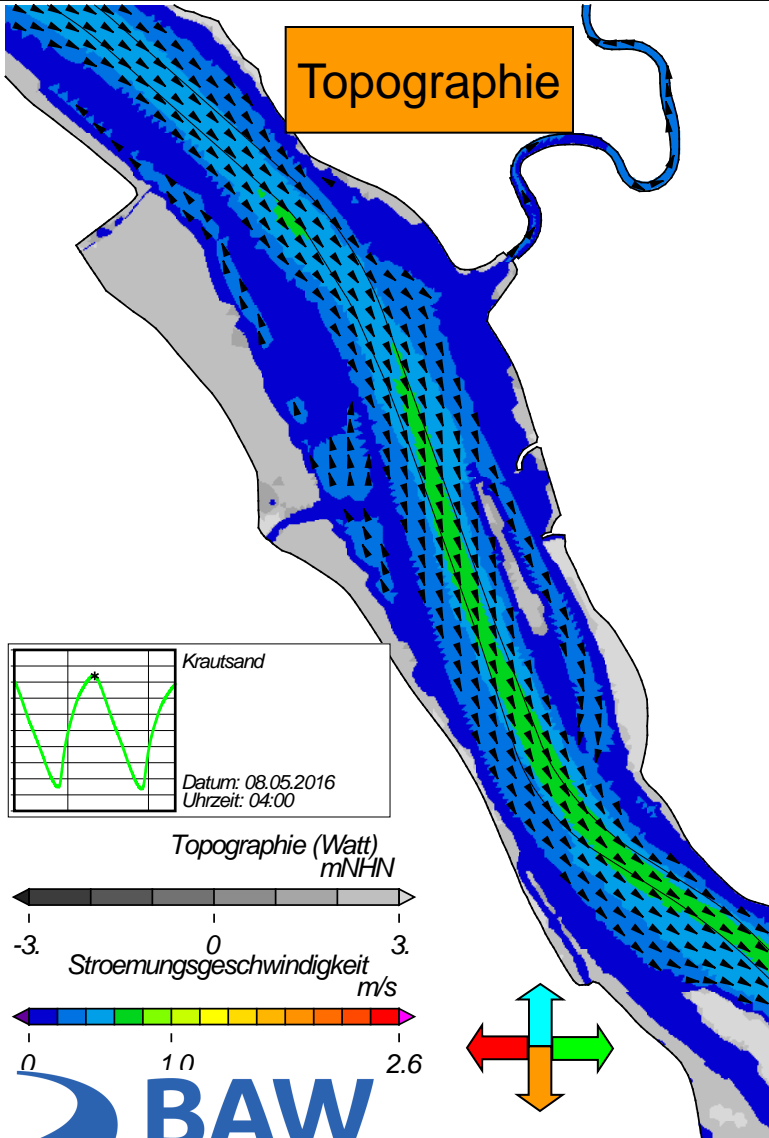 Topographie
Krautsand
Datum: 08.05.2016
Uhrzeit: 04:00
Topographie (Watt)
mNHN
-3. 0 3.
Stroemungsgeschwindigkeit
m/s
0 1.0 2.6
BAW